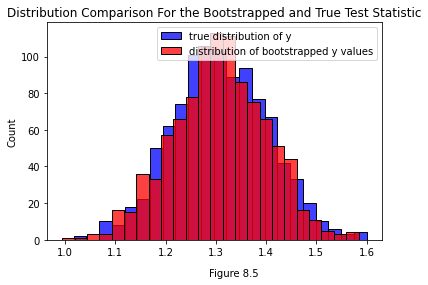 Distribution Comparison For the Bootstrapped and True Test Statistic
true distribution of y
distribution of bootstrapped y values
100
80
60
40
20
0
Count
1.0 1.1 1.2 1.3 1.4 1.5 1.6
Figure 8.5